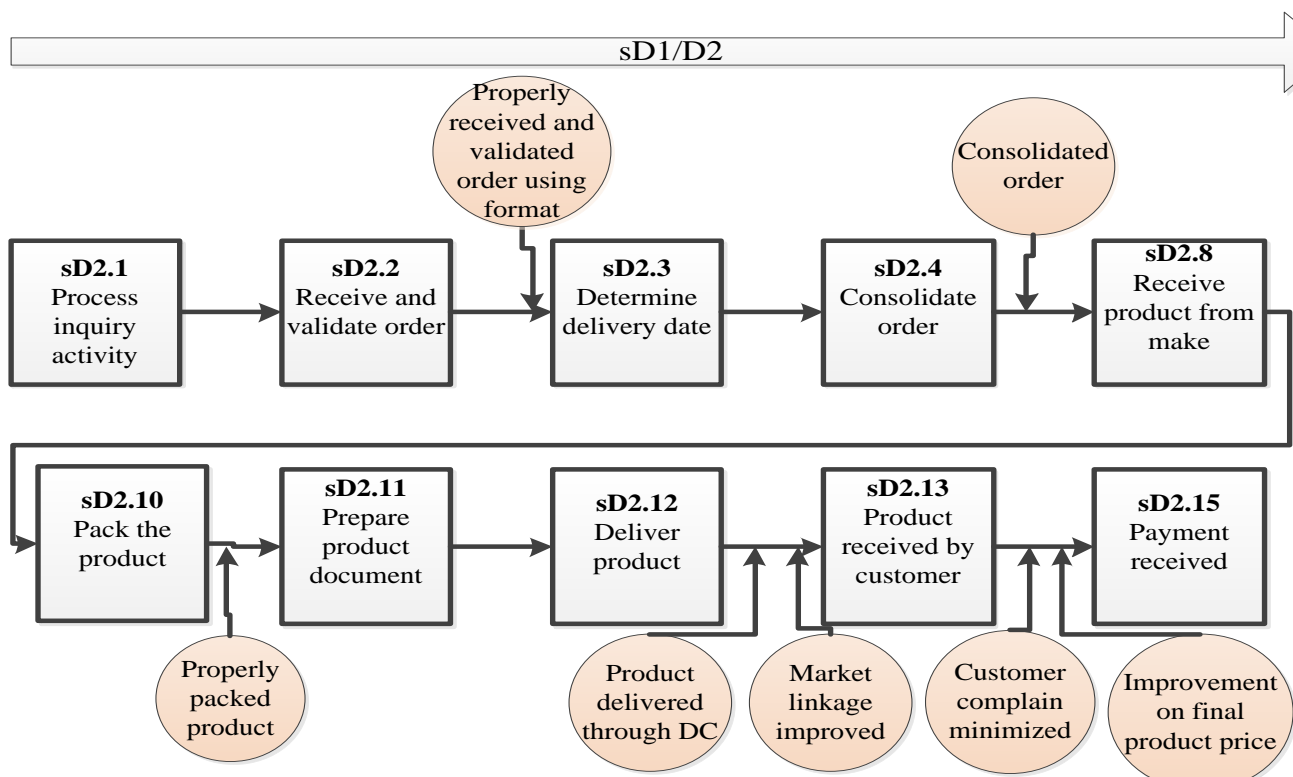 sD1/D2
Properly
received and
validated
order using
format
Consolidated
order
sD2.1
Process
inquiry
activity
sD2.2
Receive and
validate order
sD2.3
Determine
delivery date
sD2.4
Consolidate
order
sD2.8
Receive
product from
make
sD2.10
Pack the
product
sD2.11
Prepare
product
document
sD2.12
Deliver
product
sD2.13
Product
received by
customer
sD2.15
Payment
received
Properly
packed
product
Product
delivered
through DC
Market
linkage
improved
Customer
complain
minimized
Improvement
on final
product price